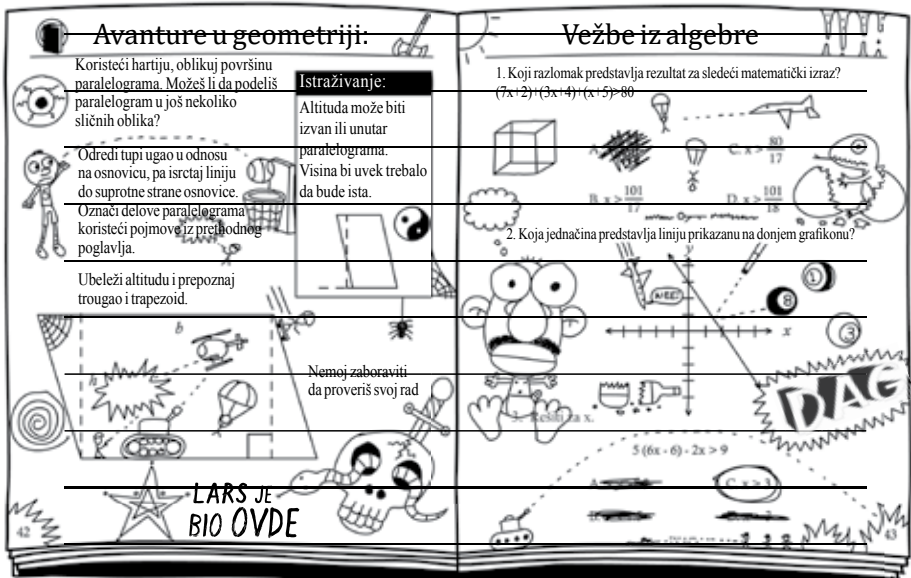 Avanture u geometriji:
Koristeći hartiju, oblikuj površinu
paralelograma. Možeš li da podeliš
paralelogram u još nekoliko
sličnih oblika?
Odredi tupi ugao u odnosu
na osnovicu, pa isrctaj liniju
do suprotne strane osnovice.
Označi delove paralelograma
koristeći pojmove iz prethodnog
poglavlja.
Ubeleži altitudu i prepoznaj
trougao i trapezoid.
Istraživanje:
Altituda može biti
izvan ili unutar
paralelograma.
Visina bi uvek trebalo
da bude ista.
b
h
Nemoj zaboraviti
da proveriš svoj rad
LARS JE
BIO OVDE
42
Vežbe iz algebre
1. Koji razlomak predstavlja rezultat za sledeći matematički izraz?
(7x+2)+(3x+4)+(x+5)>80
A.
C. x > 80/17
B. x > 101/17
D. x > 101/18
2. Koja jednačina predstavlja liniju prikazanu na donjem grafikonu?
y
x
1
8
3
DAG
3. Rešiti za x.
5 (6x - 6) - 2x > 9
C. x > 3
43